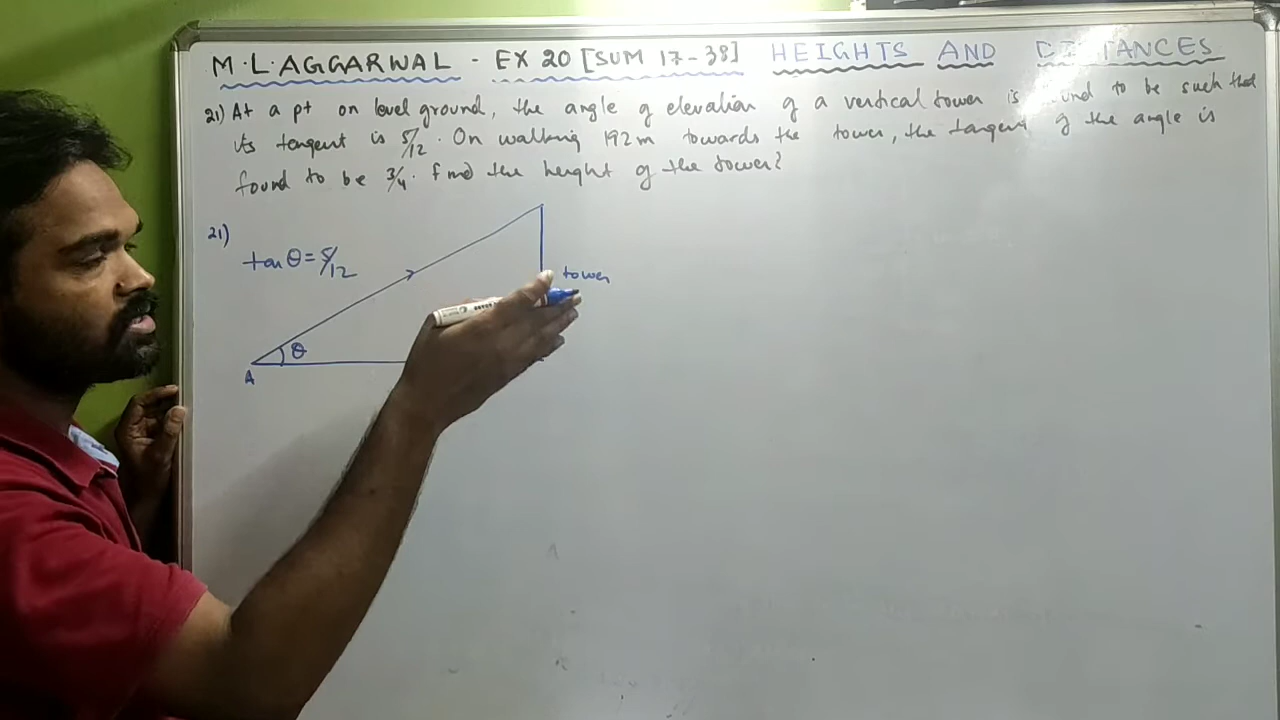 M.L.AGGARWAL - EX 20 [SUM 17-38] HEIGHTS AND DISTANCES
21) At a pt on level ground, the angle of elevation of a vertical tower is to be such that
its tangent is 5/12. On walking 192m towards the tower, the tangent of the angle is
found to be 3/4. find the height of the tower?
21)
tan θ = 5/12
tower
θ
A